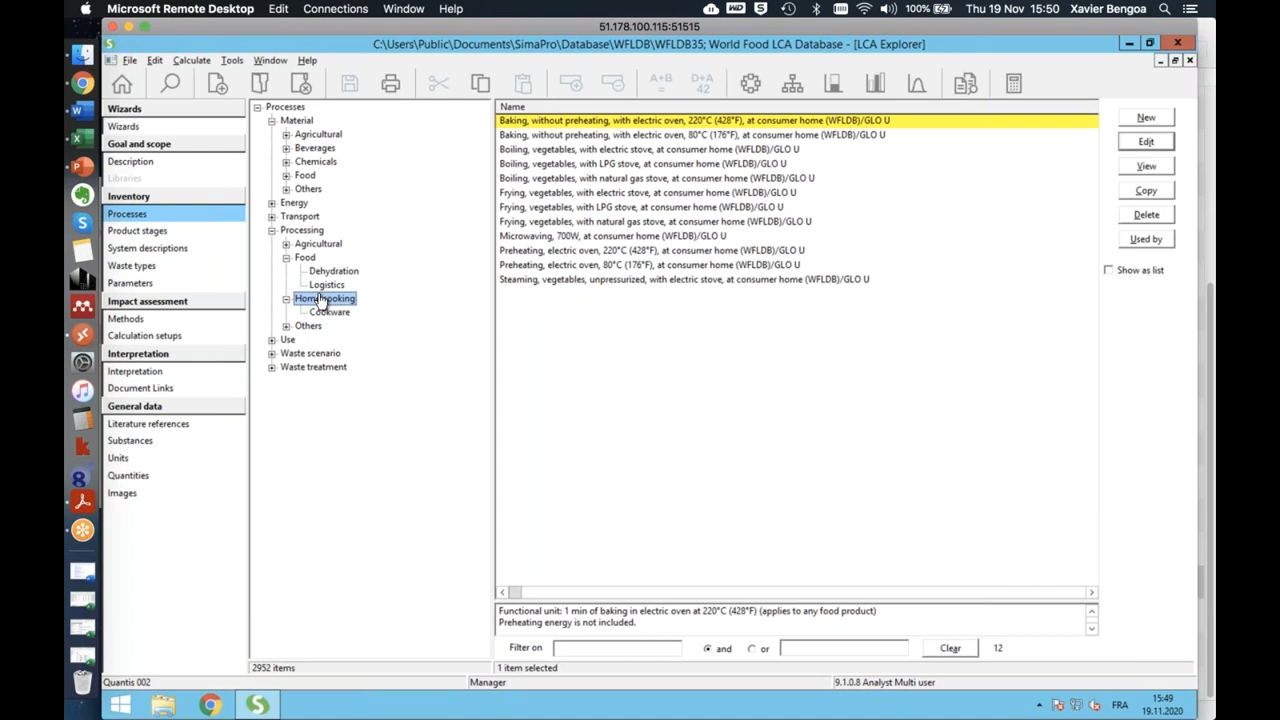 Microsoft Remote Desktop Edit Connections Window Help 100% Thu 19 Nov 15:50 Xavier Bengoa
51.178.100.115:51515
C:\Users\Public\Documents\SimaPro\Database\WFLDB\WFLDB35; World Food LCA Database - [LCA Explorer]
File Edit Calculate Tools Window Help
A+B
=
D+A
42
Wizards
Wizards
Goal and scope
Description
Libraries
Inventory
Processes
Product stages
System descriptions
Waste types
Parameters
Impact assessment
Methods
Calculation setups
Interpretation
Interpretation
Document Links
General data
Literature references
Substances
Units
Quantities
Images
Processes
Material
Agricultural
Beverages
Chemicals
Food
Others
Energy
Transport
Processing
Agricultural
Food
Dehydration
Logistics
Cookware
Others
Use
Waste scenario
Waste treatment
2952 items
Name
Baking, without preheating, with electric oven, 220°C (428°F), at consumer home (WFLDB)/GLO U
Baking, without preheating, with electric oven, 80°C (176°F), at consumer home (WFLDB)/GLO U
Boiling, vegetables, with electric stove, at consumer home (WFLDB)/GLO U
Boiling, vegetables, with LPG stove, at consumer home (WFLDB)/GLO U
Boiling, vegetables, with natural gas stove, at consumer home (WFLDB)/GLO U
Frying, vegetables, with electric stove, at consumer home (WFLDB)/GLO U
Frying, vegetables, with LPG stove, at consumer home (WFLDB)/GLO U
Frying, vegetables, with natural gas stove, at consumer home (WFLDB)/GLO U
Microwaving, 700W, at consumer home (WFLDB)/GLO U
Preheating, electric oven, 220°C (428°F), at consumer home (WFLDB)/GLO U
Preheating, electric oven, 80°C (176°F), at consumer home (WFLDB)/GLO U
Steaming, vegetables, unpressurized, with electric stove, at consumer home (WFLDB)/GLO U
Functional unit: 1 min of baking in electric oven at 220°C (428°F) (applies to any food product)
Preheating energy is not included.
Filter on and or Clear 12
1 item selected
New
Edit
View
Copy
Delete
Used by
Show as list
Quantis 002 Manager 9.1.0.8 Analyst Multi user
FRA 15:49
19.11.2020